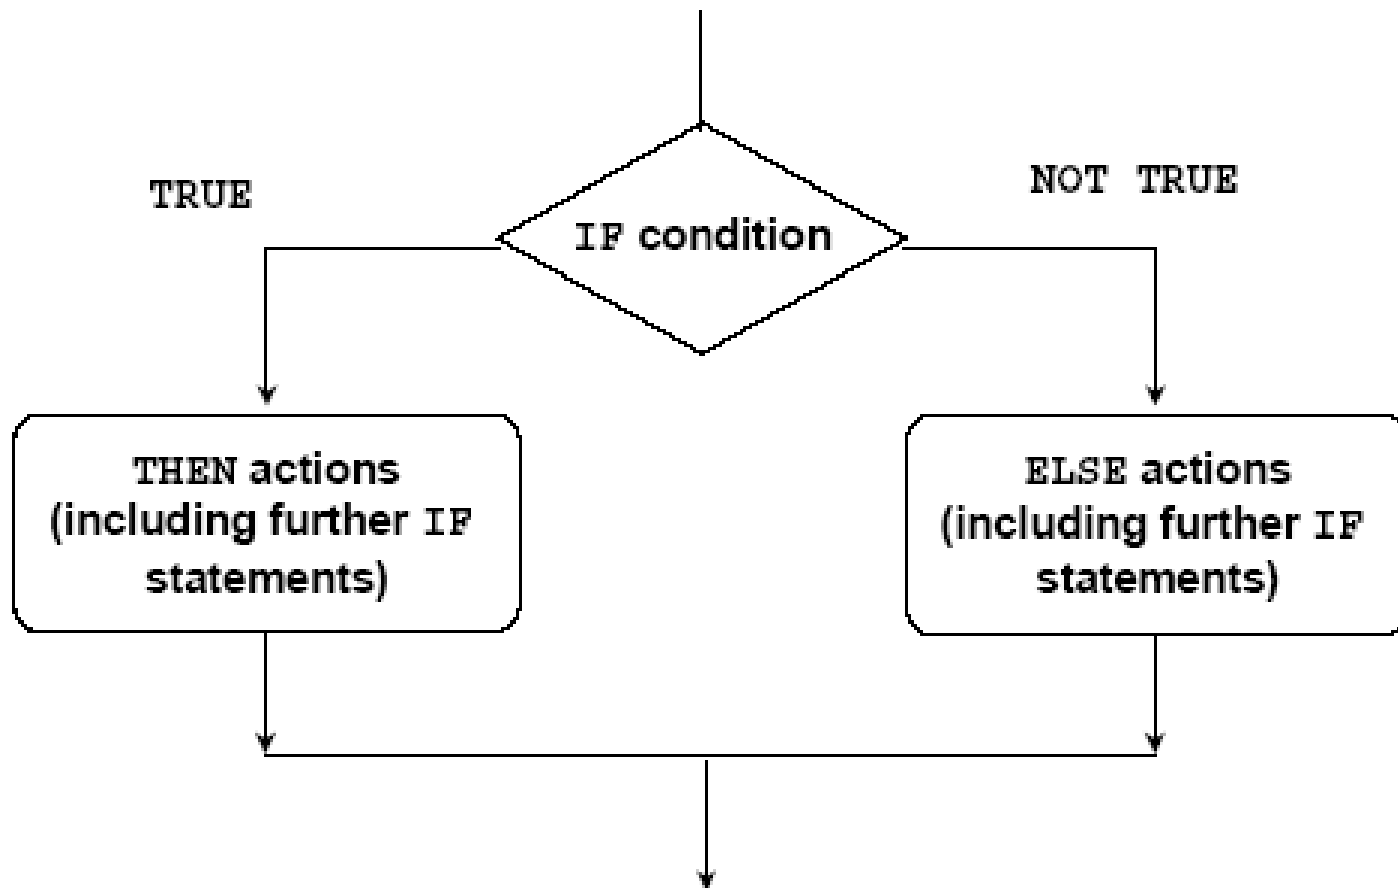 TRUE
NOT TRUE
IF condition
THEN actions
(including further IF
statements)
ELSE actions
(including further IF
statements)